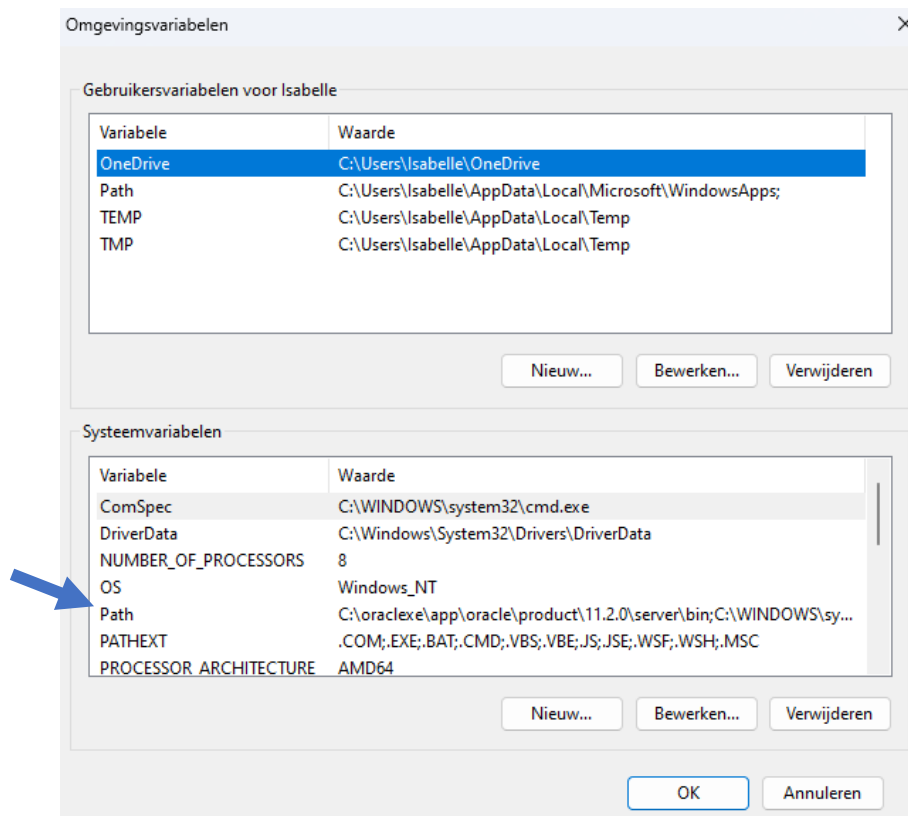 Omgevingsvariabelen
Gebruikersvariabelen voor Isabelle
Variabele Waarde
OneDrive C:\Users\Isabelle\OneDrive
Path C:\Users\Isabelle\AppData\Local\Microsoft\WindowsApps;
TEMP C:\Users\Isabelle\AppData\Local\Temp
TMP C:\Users\Isabelle\AppData\Local\Temp
Nieuw... Bewerken... Verwijderen
Systeemvariabelen
Variabele Waarde
ComSpec C:\WINDOWS\system32\cmd.exe
DriverData C:\Windows\System32\Drivers\DriverData
NUMBER_OF_PROCESSORS 8
OS Windows_NT
Path C:\oraclexe\app\oracle\product\11.2.0\server\bin;C:\WINDOWS\sy...
PATHEXT .COM;.EXE;.BAT;.CMD;.VBS;.VBE;.JS;.JSE;.WSF;.WSH;.MSC
PROCESSOR_ARCHITECTURE AMD64
Nieuw... Bewerken... Verwijderen
OK Annuleren